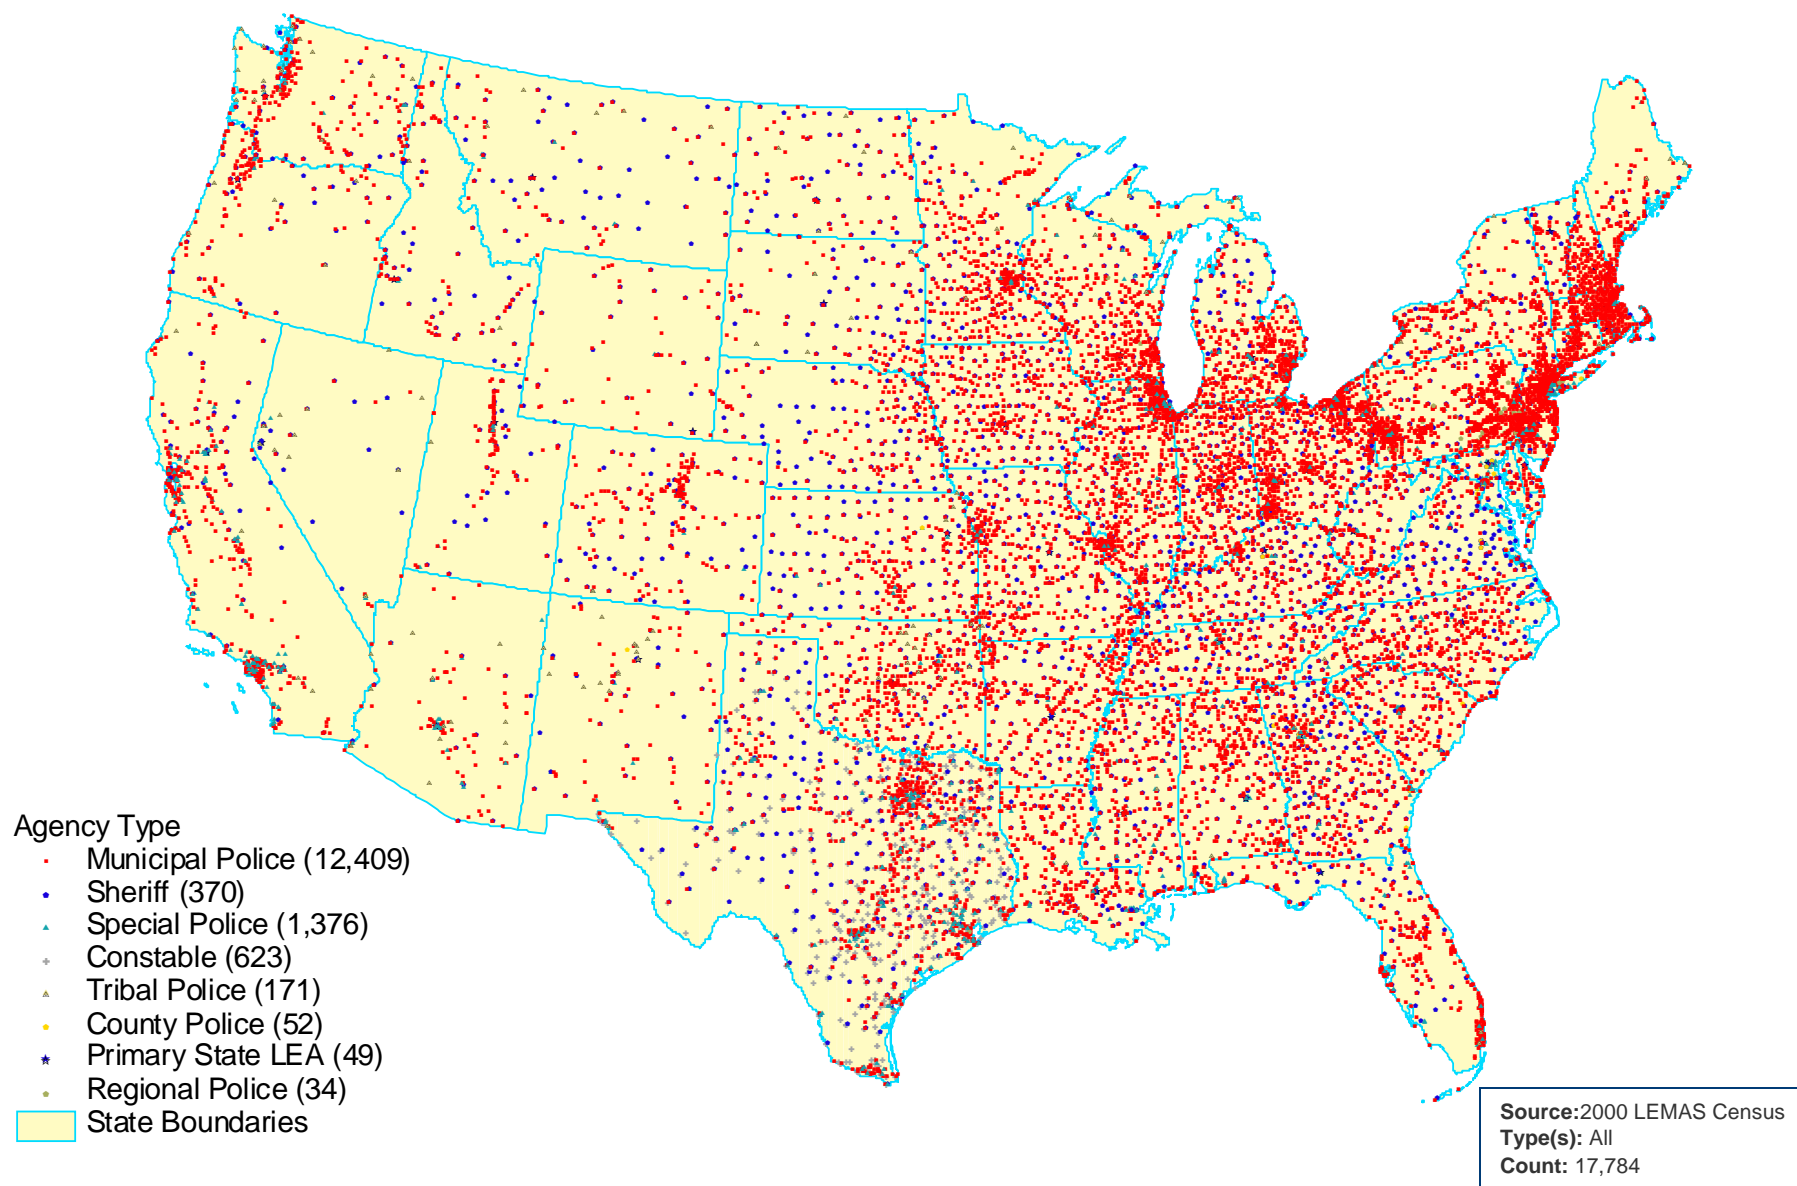 Agency Type
Municipal Police (12,409)
Sheriff (370)
Special Police (1,376)
Constable (623)
Tribal Police (171)
County Police (52)
Primary State LEA (49)
Regional Police (34)
State Boundaries
Source:2000 LEMAS Census
Type(s): All
Count: 17,784